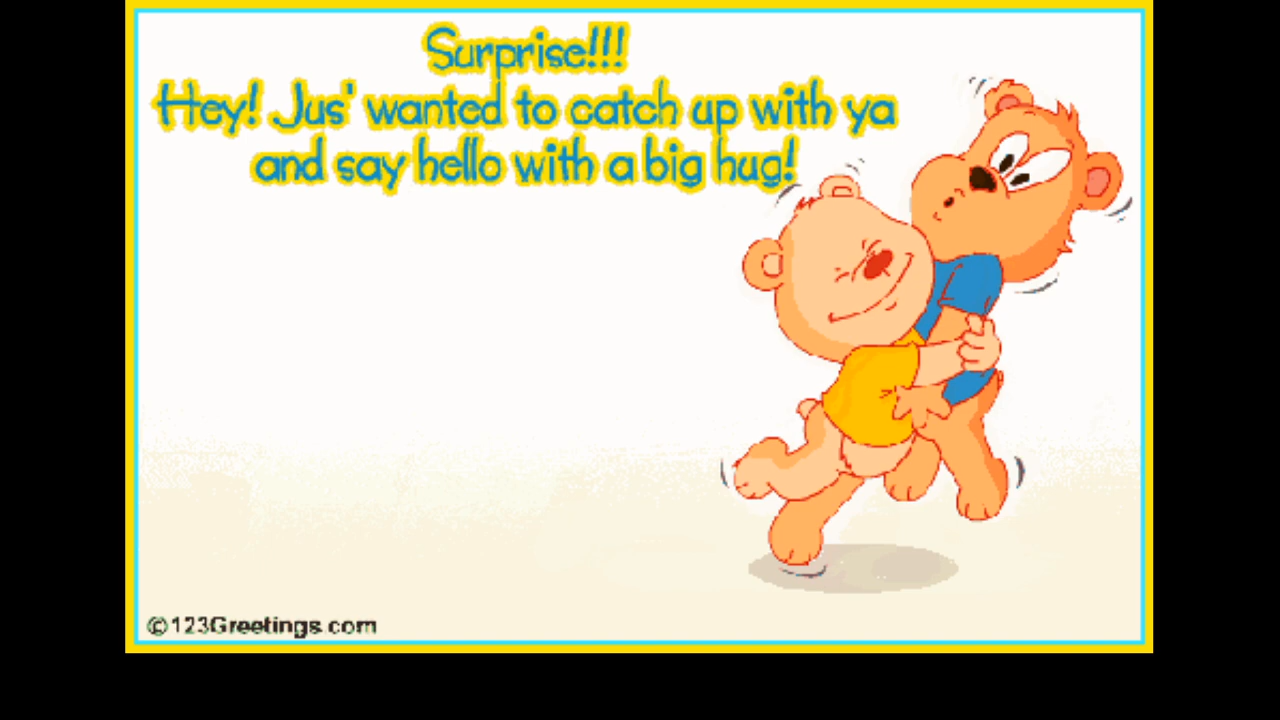 Surprise!!!
Hey! Jus' wanted to catch up with ya
and say hello with a big hug!
©123Greetings.com